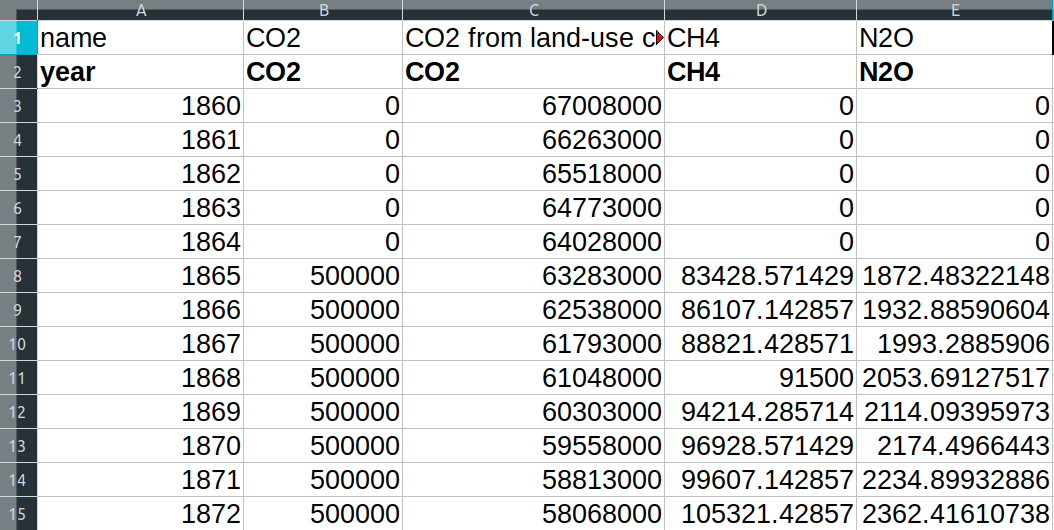 A B C D E
1 name CO2 CO2 from land-use c CH4 N2O
2 year CO2 CO2 CH4 N2O
3 1860 0 67008000 0 0
4 1861 0 66263000 0 0
5 1862 0 65518000 0 0
6 1863 0 64773000 0 0
7 1864 0 64028000 0 0
8 1865 500000 63283000 83428.571429 1872.48322148
9 1866 500000 62538000 86107.142857 1932.88590604
10 1867 500000 61793000 88821.428571 1993.2885906
11 1868 500000 61048000 91500 2053.69127517
12 1869 500000 60303000 94214.285714 2114.09395973
13 1870 500000 59558000 96928.571429 2174.4966443
14 1871 500000 58813000 99607.142857 2234.89932886
15 1872 500000 58068000 105321.42857 2362.41610738